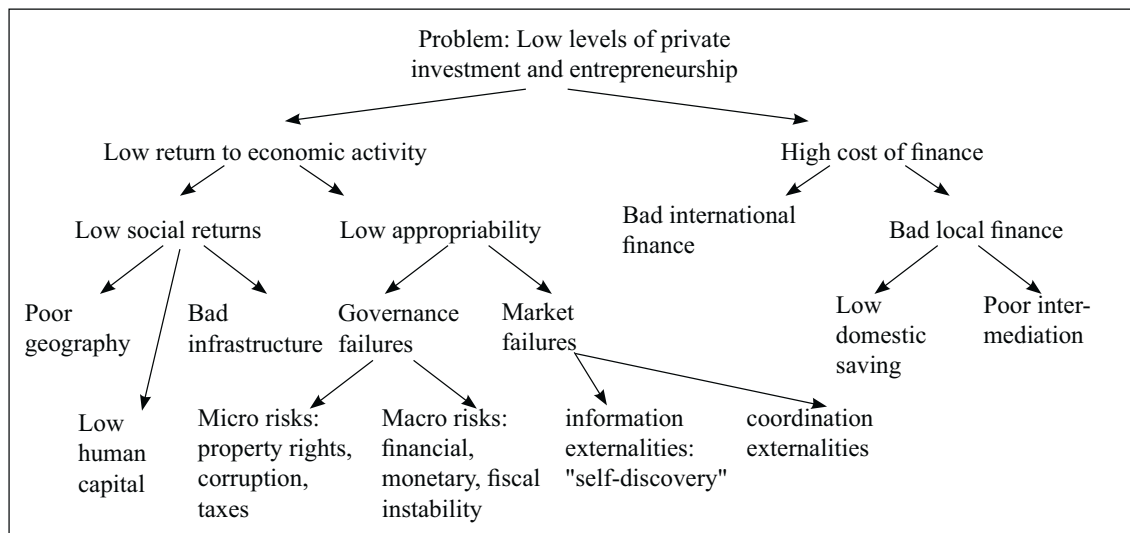 Problem: Low levels of private
investment and entrepreneurship
Low return to economic activity
High cost of finance
Low social returns
Low appropriability
Bad international
finance
Bad local finance
Poor
geography
Bad
infrastructure
Governance
failures
Market
failures
Low
domestic
saving
Poor inter-
mediation
Low
human
capital
Micro risks:
property rights,
corruption,
taxes
Macro risks:
financial,
monetary, fiscal
instability
information
externalities:
"self-discovery"
coordination
externalities